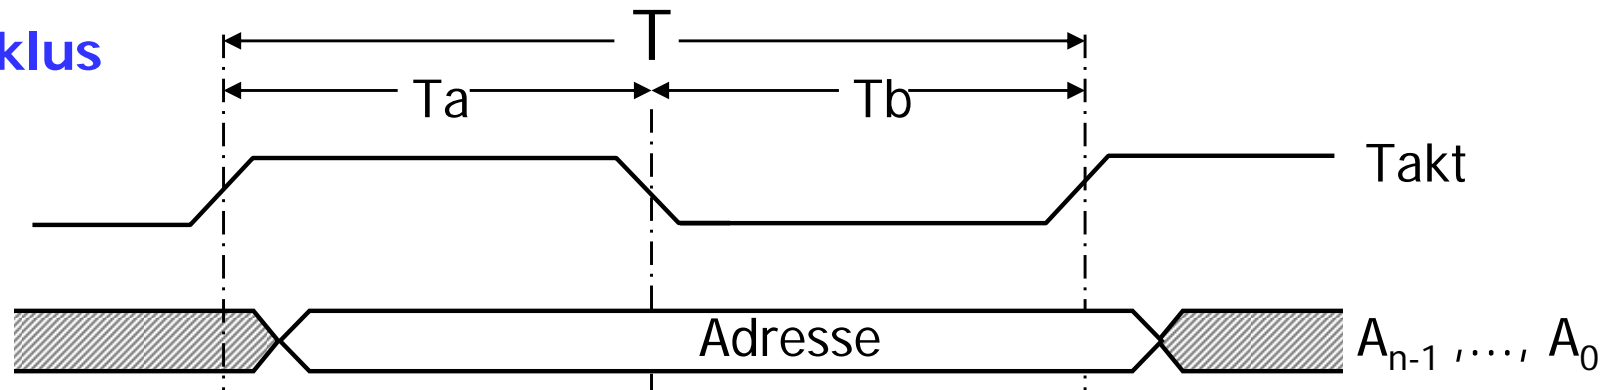 klus
T
Ta Tb
Takt
Adresse
Aₙ₋₁ ,...., A₀